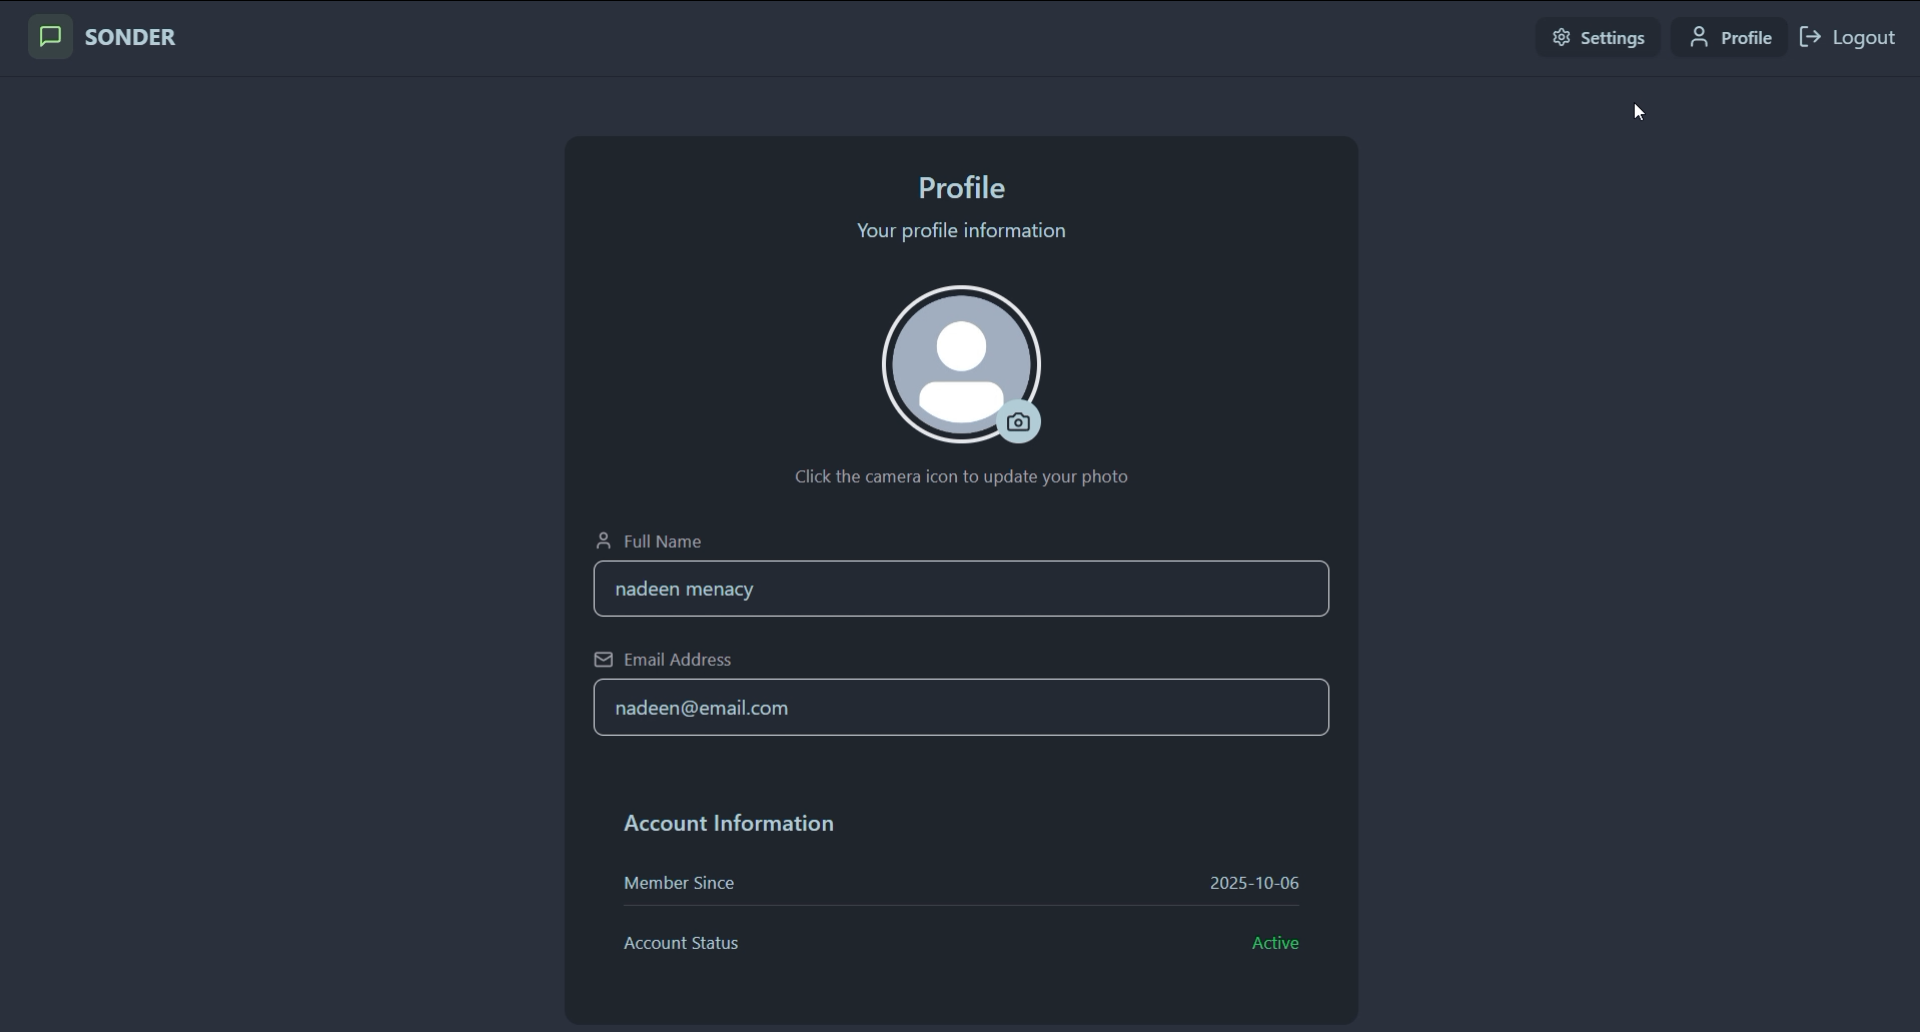 SONDER
Settings
Profile
Logout
Profile
Your profile information
Click the camera icon to update your photo
Full Name
nadeen menacy
Email Address
nadeen@email.com
Account Information
Member Since 2025-10-06
Account Status Active